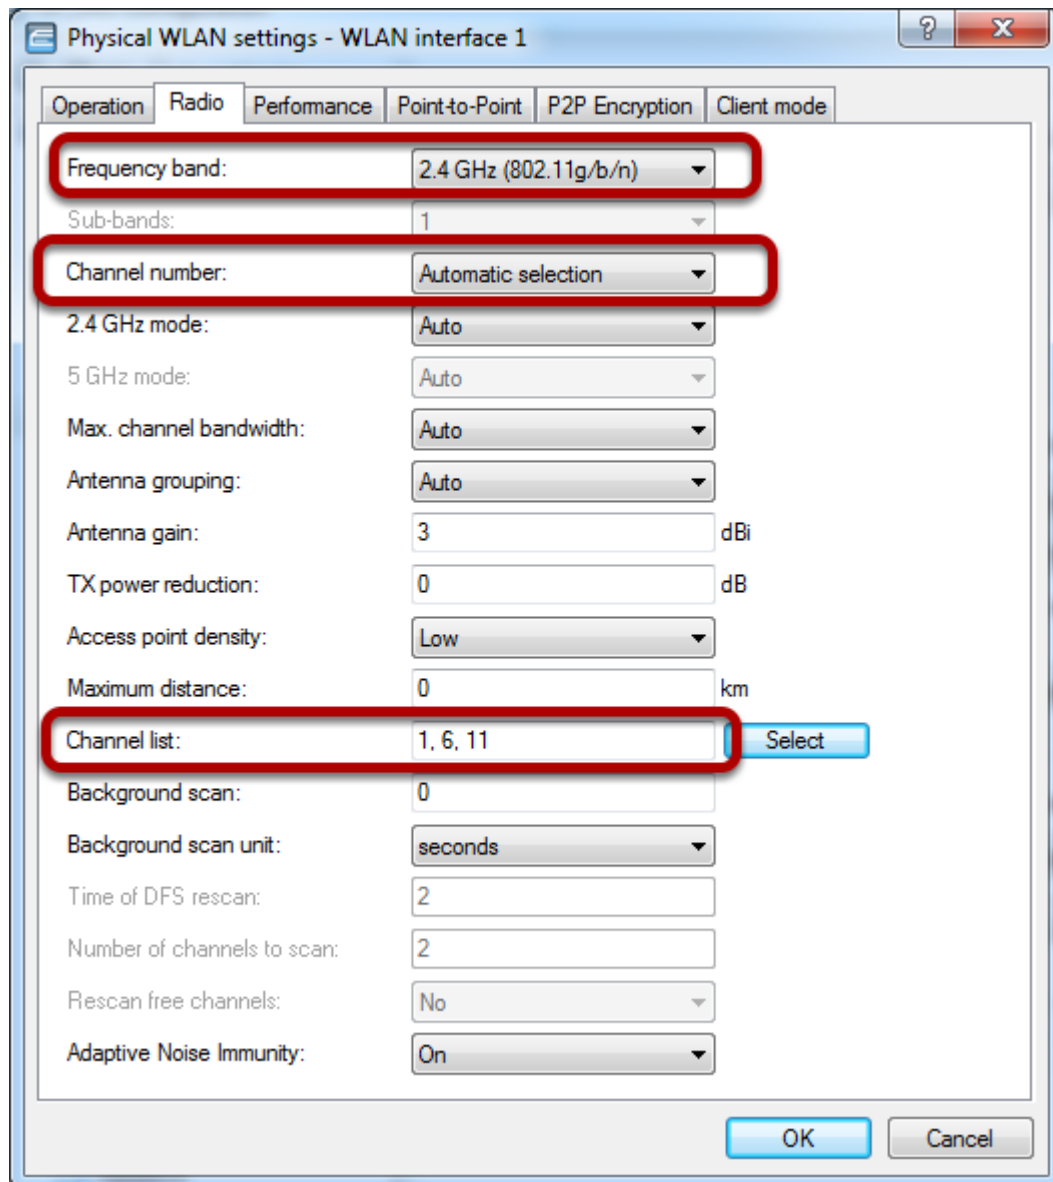 Physical WLAN settings - WLAN interface 1
Operation Radio Performance Point-to-Point P2P Encryption Client mode
Frequency band: 2.4 GHz (802.11g/b/n)
Sub-bands: 1
Channel number: Automatic selection
2.4 GHz mode: Auto
5 GHz mode: Auto
Max. channel bandwidth: Auto
Antenna grouping: Auto
Antenna gain: 3 dBi
TX power reduction: 0 dB
Access point density: Low
Maximum distance: 0 km
Channel list: 1, 6, 11 Select
Background scan: 0
Background scan unit: seconds
Time of DFS rescan: 2
Number of channels to scan: 2
Rescan free channels: No
Adaptive Noise Immunity: On
OK Cancel